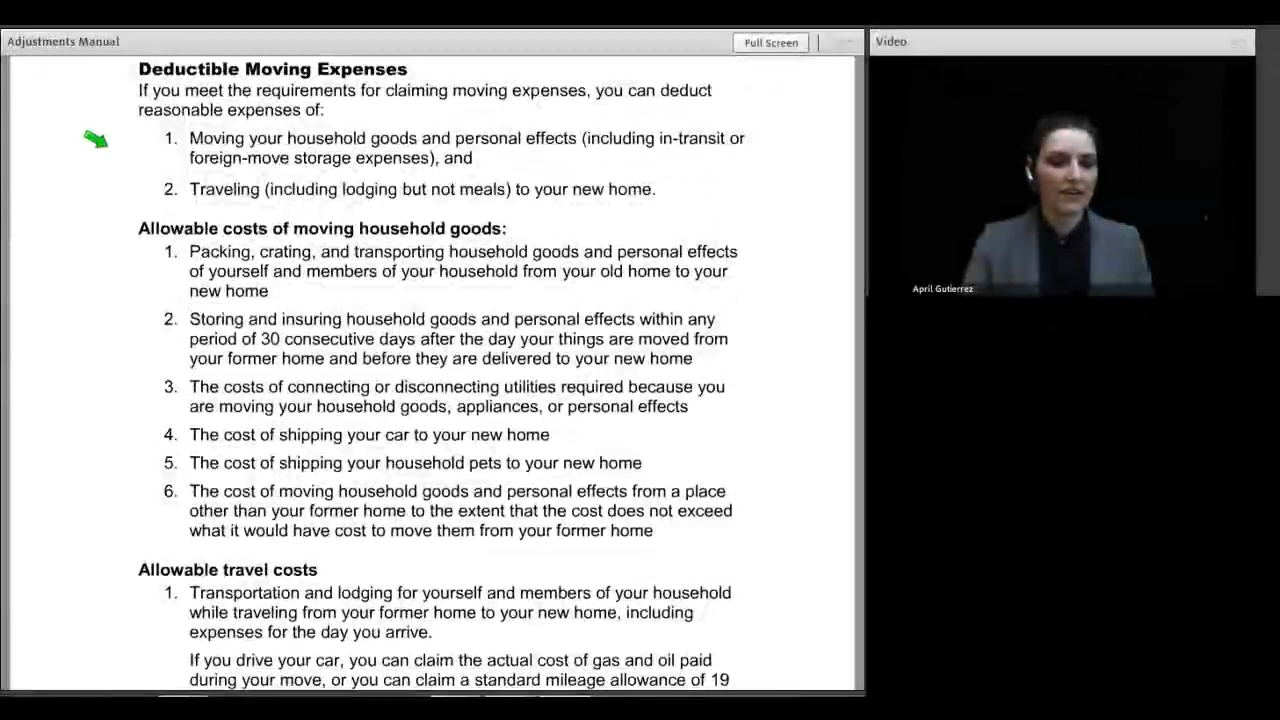 Adjustments Manual
Full Screen
Video
Deductible Moving Expenses
If you meet the requirements for claiming moving expenses, you can deduct
reasonable expenses of:
1. Moving your household goods and personal effects (including in-transit or
foreign-move storage expenses), and
2. Traveling (including lodging but not meals) to your new home.
Allowable costs of moving household goods:
1. Packing, crating, and transporting household goods and personal effects
of yourself and members of your household from your old home to your
new home
2. Storing and insuring household goods and personal effects within any
period of 30 consecutive days after the day your things are moved from
your former home and before they are delivered to your new home
3. The costs of connecting or disconnecting utilities required because you
are moving your household goods, appliances, or personal effects
4. The cost of shipping your car to your new home
5. The cost of shipping your household pets to your new home
6. The cost of moving household goods and personal effects from a place
other than your former home to the extent that the cost does not exceed
what it would have cost to move them from your former home
Allowable travel costs
1. Transportation and lodging for yourself and members of your household
while traveling from your former home to your new home, including
expenses for the day you arrive.
If you drive your car, you can claim the actual cost of gas and oil paid
during your move, or you can claim a standard mileage allowance of 19
April Gutierrez